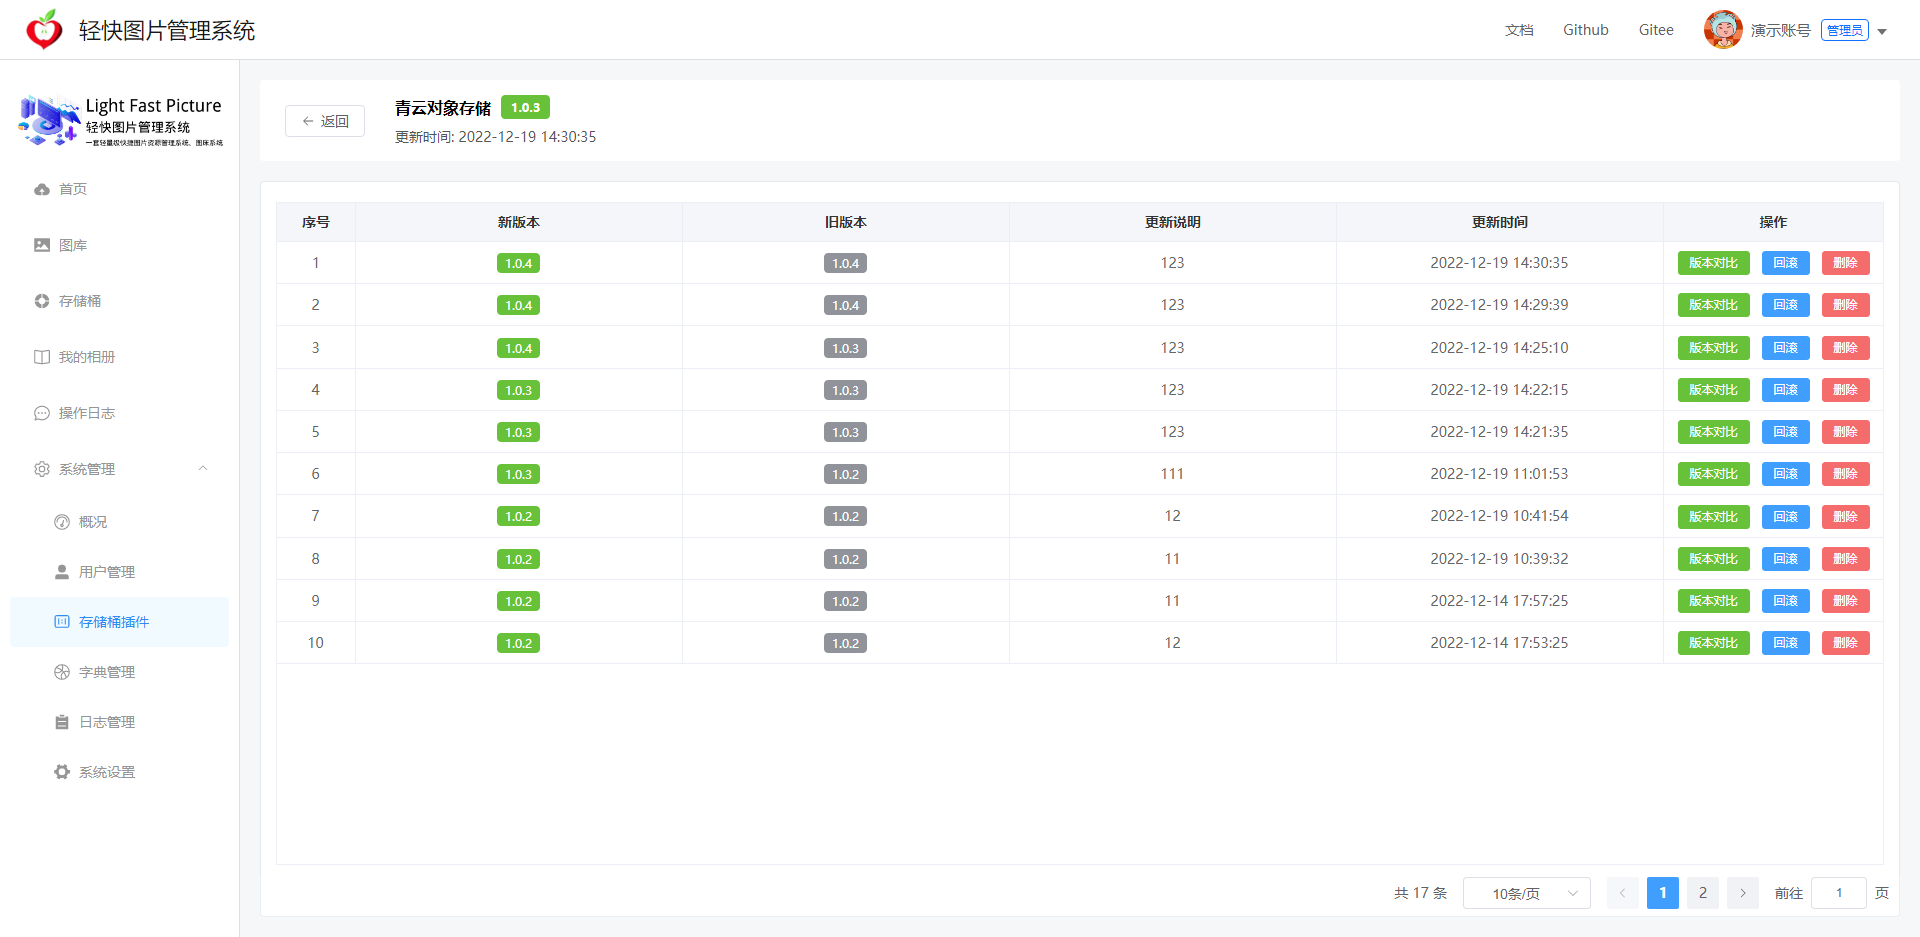 轻快图片管理系统
文档 Github Gitee 演示账号 管理员
Light Fast Picture
轻快图片管理系统
一套轻量级快捷图片资源管理系统、图床系统
首页
图库
存储桶
我的相册
操作日志
系统管理
概况
用户管理
存储桶插件
字典管理
日志管理
系统设置
返回
青云对象存储 1.0.3
更新时间: 2022-12-19 14:30:35
序号 新版本 旧版本 更新说明 更新时间 操作
1 1.0.4 1.0.4 123 2022-12-19 14:30:35 版本对比 回滚 删除
2 1.0.4 1.0.4 123 2022-12-19 14:29:39 版本对比 回滚 删除
3 1.0.4 1.0.3 123 2022-12-19 14:25:10 版本对比 回滚 删除
4 1.0.3 1.0.3 123 2022-12-19 14:22:15 版本对比 回滚 删除
5 1.0.3 1.0.3 123 2022-12-19 14:21:35 版本对比 回滚 删除
6 1.0.3 1.0.2 111 2022-12-19 11:01:53 版本对比 回滚 删除
7 1.0.2 1.0.2 12 2022-12-19 10:41:54 版本对比 回滚 删除
8 1.0.2 1.0.2 11 2022-12-19 10:39:32 版本对比 回滚 删除
9 1.0.2 1.0.2 11 2022-12-14 17:57:25 版本对比 回滚 删除
10 1.0.2 1.0.2 12 2022-12-14 17:53:25 版本对比 回滚 删除
共 17 条 10条/页 1 2 前往 1 页